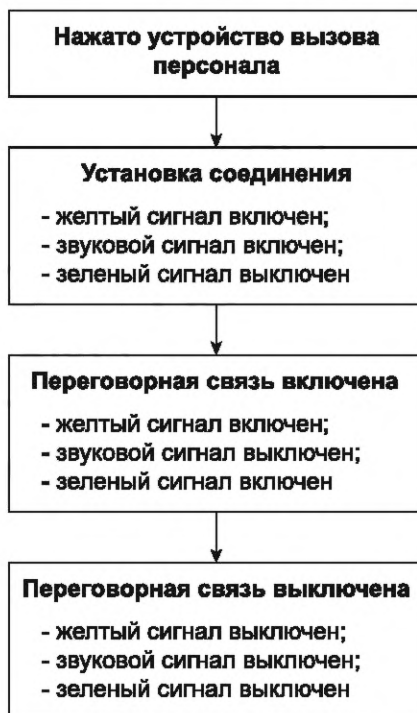 Нажато устройство вызова
персонала
Установка соединения
- желтый сигнал включен;
- звуковой сигнал включен;
- зеленый сигнал выключен
Переговорная связь включена
- желтый сигнал включен;
- звуковой сигнал выключен;
- зеленый сигнал включен
Переговорная связь выключена
- желтый сигнал выключен;
- звуковой сигнал выключен;
- зеленый сигнал выключен